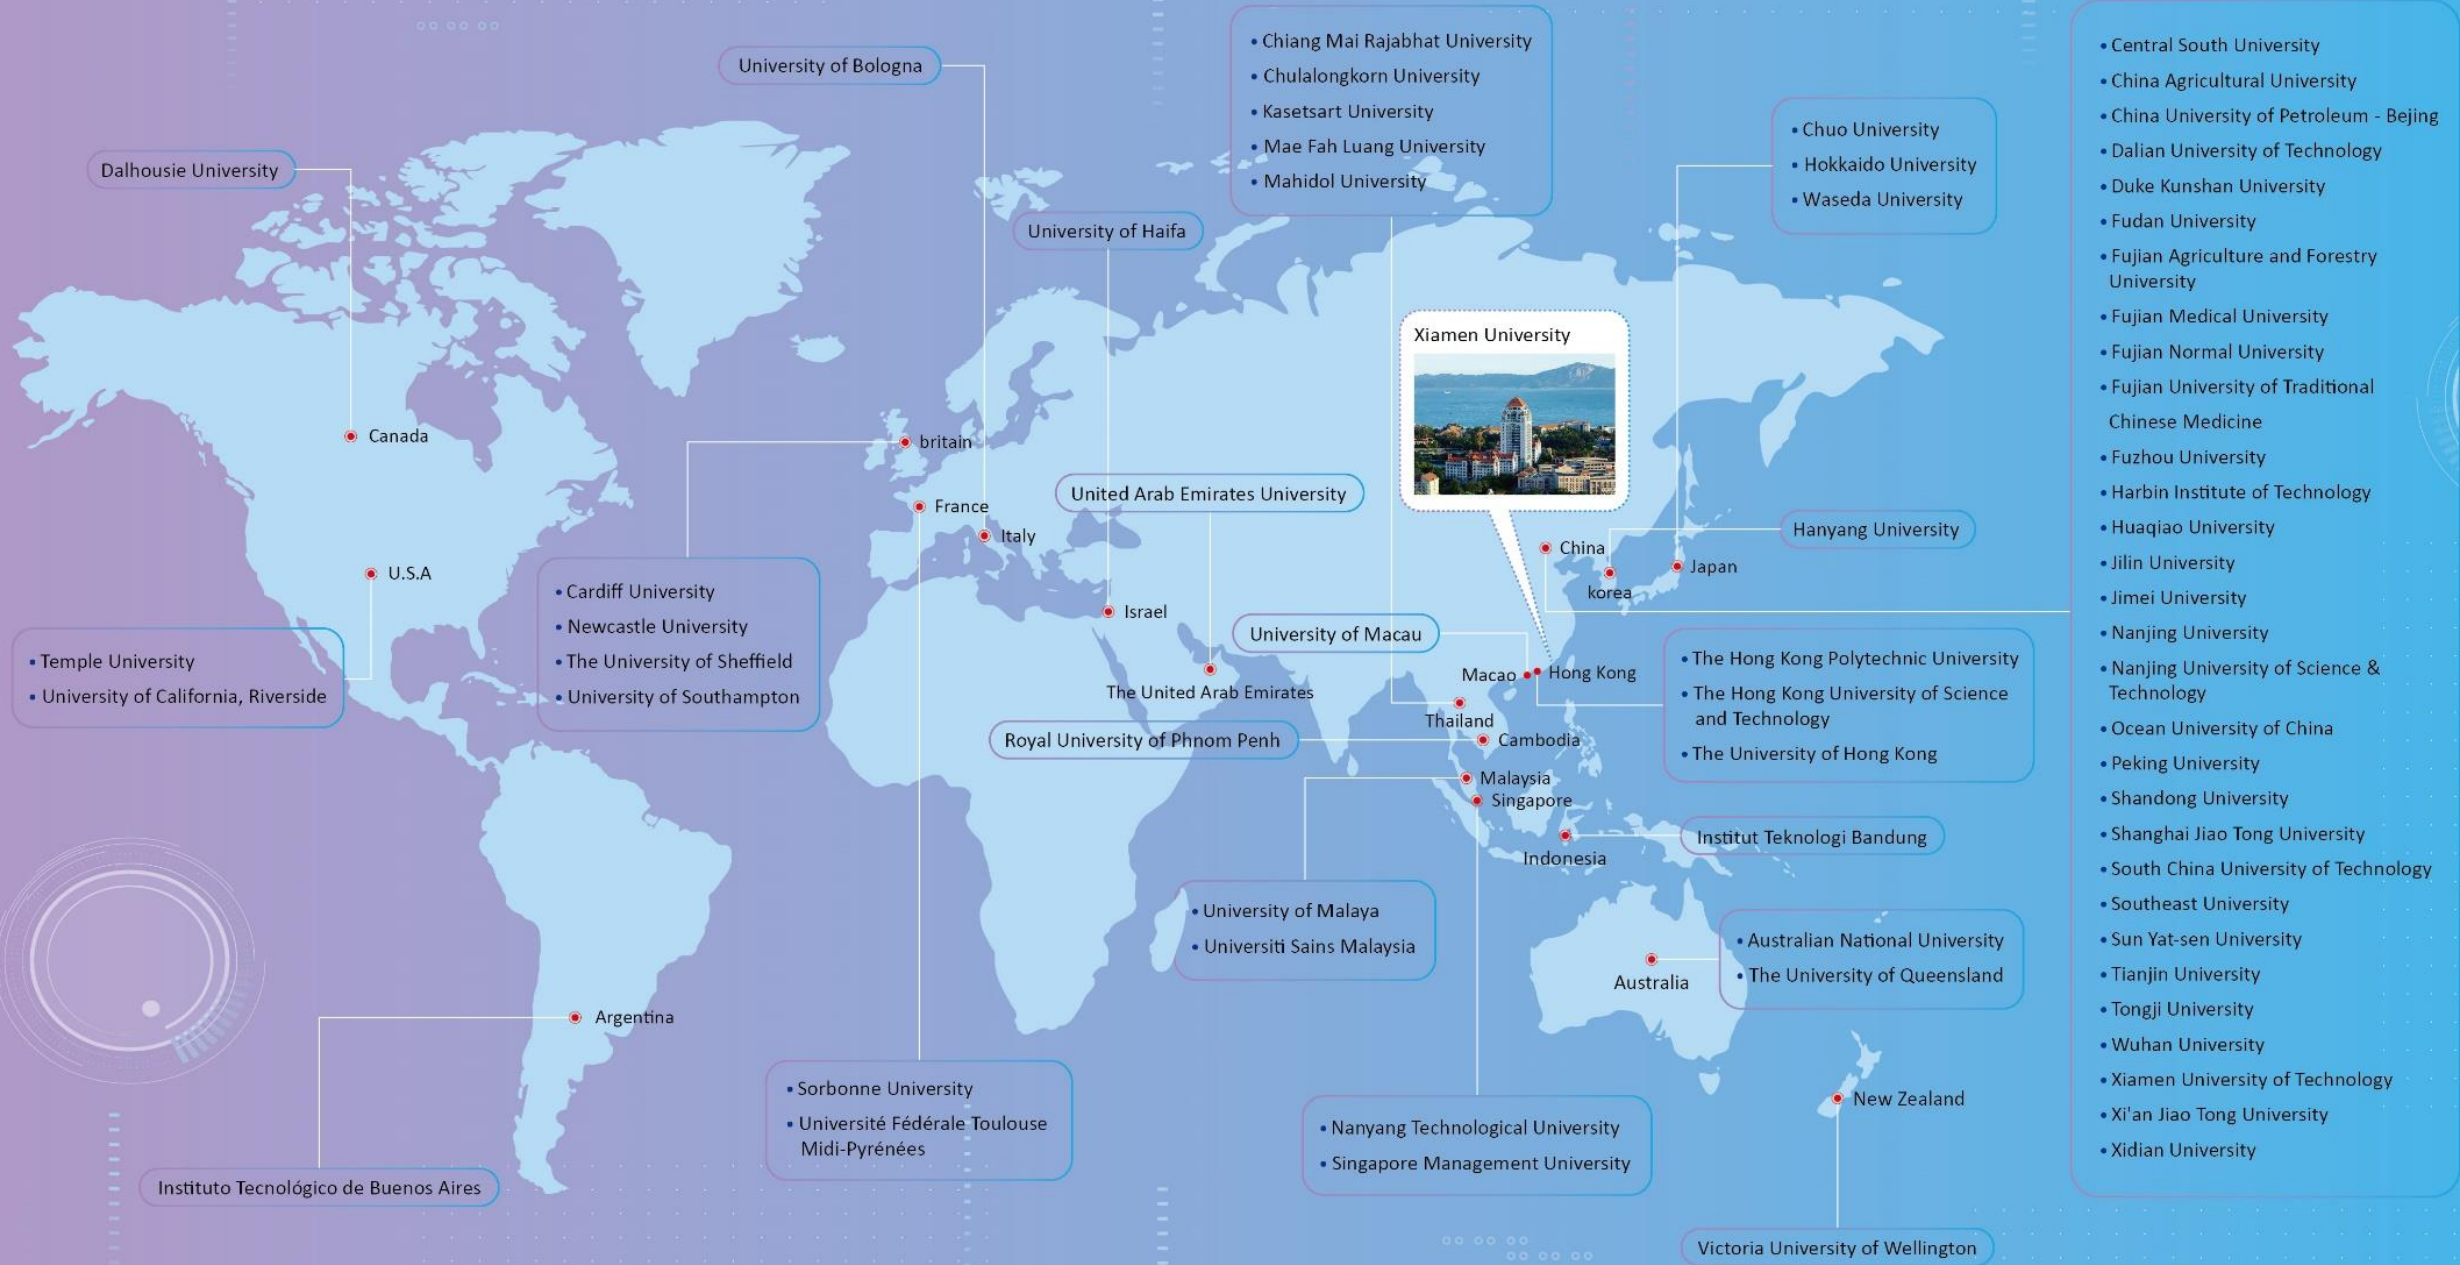 University of Bologna
Dalhousie University
• Chiang Mai Rajabhat University
• Chulalongkorn University
• Kasetsart University
• Mae Fah Luang University
• Mahidol University
University of Haifa
• Chuo University
• Hokkaido University
• Waseda University
Xiamen University
Canada
britain
France
Italy
United Arab Emirates University
Hanyang University
China
korea
Japan
U.S.A
• Temple University
• University of California, Riverside
• Cardiff University
• Newcastle University
• The University of Sheffield
• University of Southampton
Israel
University of Macau
The United Arab Emirates
Macao
Hong Kong
• The Hong Kong Polytechnic University
• The Hong Kong University of Science
and Technology
• The University of Hong Kong
Thailand
Royal University of Phnom Penh
Cambodia
Malaysia
Singapore
Indonesia
Institut Teknologi Bandung
• University of Malaya
• Universiti Sains Malaysia
Australia
• Australian National University
• The University of Queensland
Argentina
Instituto Tecnológico de Buenos Aires
• Sorbonne University
• Université Fédérale Toulouse
Midi-Pyrénées
• Nanyang Technological University
• Singapore Management University
New Zealand
Victoria University of Wellington
• Central South University
• China Agricultural University
• China University of Petroleum - Bejing
• Dalian University of Technology
• Duke Kunshan University
• Fudan University
• Fujian Agriculture and Forestry
University
• Fujian Medical University
• Fujian Normal University
• Fujian University of Traditional
Chinese Medicine
• Fuzhou University
• Harbin Institute of Technology
• Huaqiao University
• Jilin University
• Jimei University
• Nanjing University
• Nanjing University of Science &
Technology
• Ocean University of China
• Peking University
• Shandong University
• Shanghai Jiao Tong University
• South China University of Technology
• Southeast University
• Sun Yat-sen University
• Tianjin University
• Tongji University
• Wuhan University
• Xiamen University of Technology
• Xi'an Jiao Tong University
• Xidian University